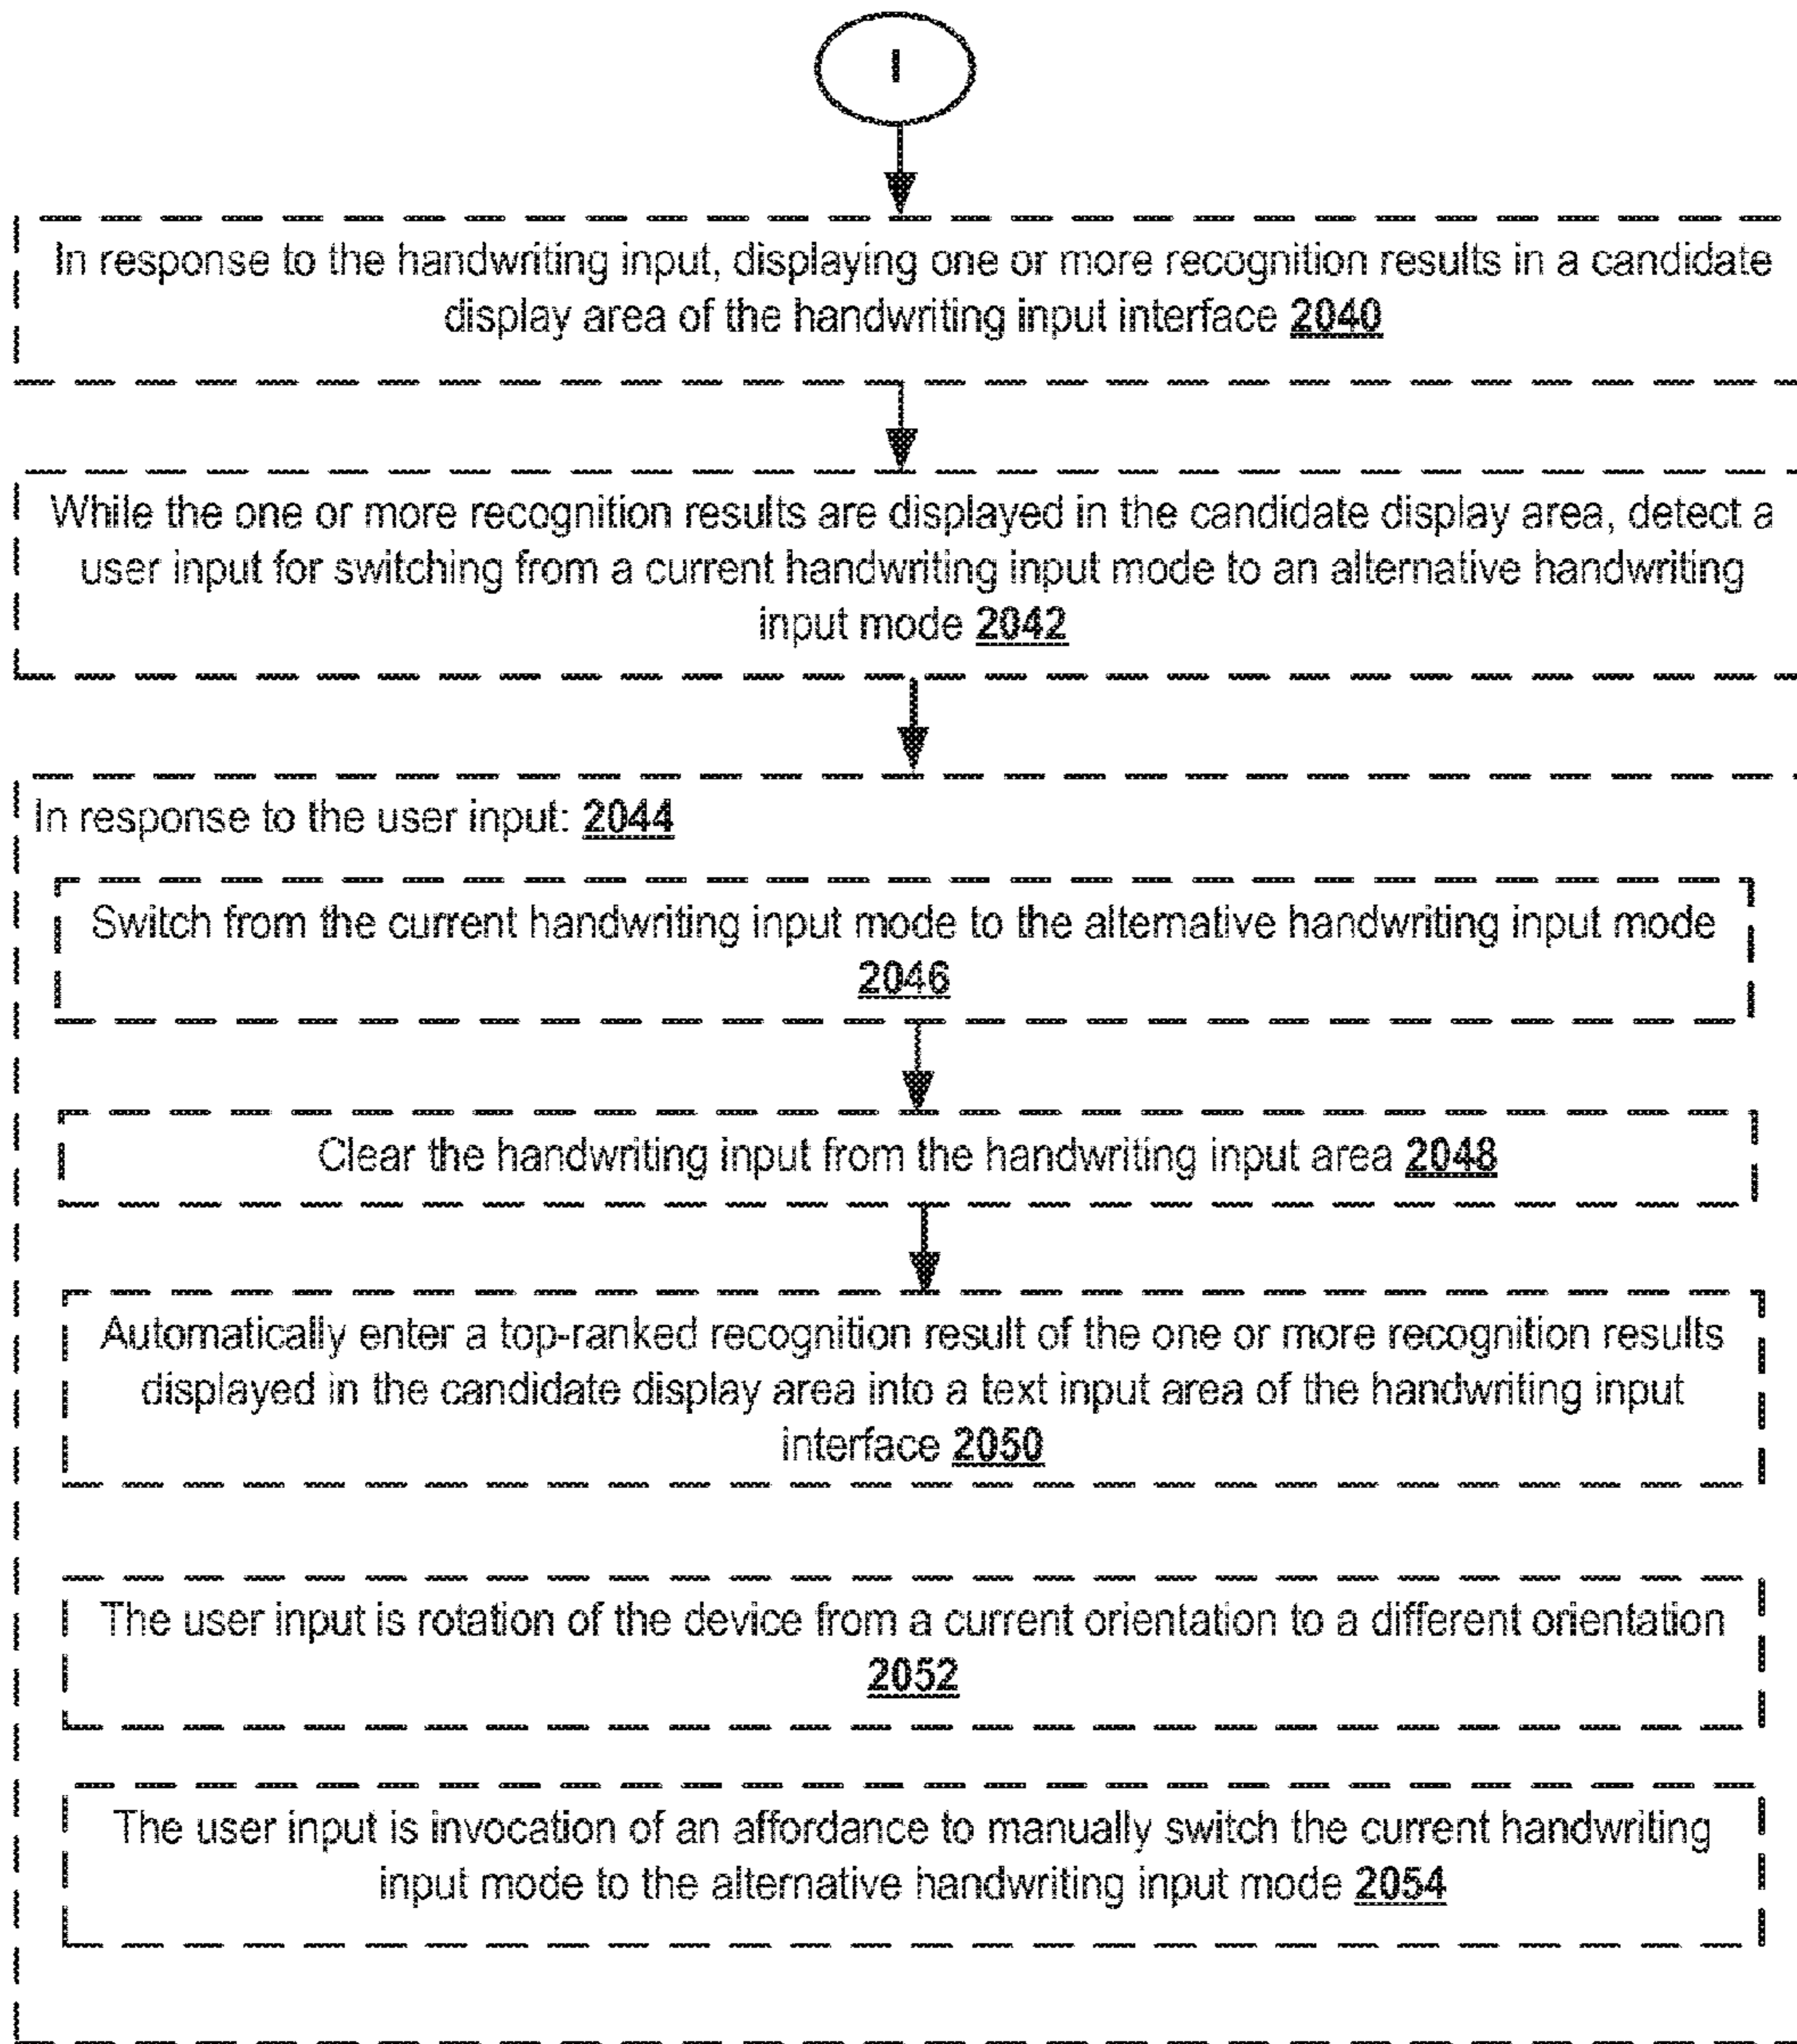 I
In response to the handwriting input, displaying one or more recognition results in a candidate
display area of the handwriting input interface 2040
While the one or more recognition results are displayed in the candidate display area, detect a
user input for switching from a current handwriting input mode to an alternative handwriting
input mode 2042
In response to the user input: 2044
Switch from the current handwriting input mode to the alternative handwriting input mode
2046
Clear the handwriting input from the handwriting input area 2048
Automatically enter a top-ranked recognition result of the one or more recognition results
displayed in the candidate display area into a text input area of the handwriting input
interface 2050
The user input is rotation of the device from a current orientation to a different orientation
2052
The user input is invocation of an affordance to manually switch the current handwriting
input mode to the alternative handwriting input mode 2054